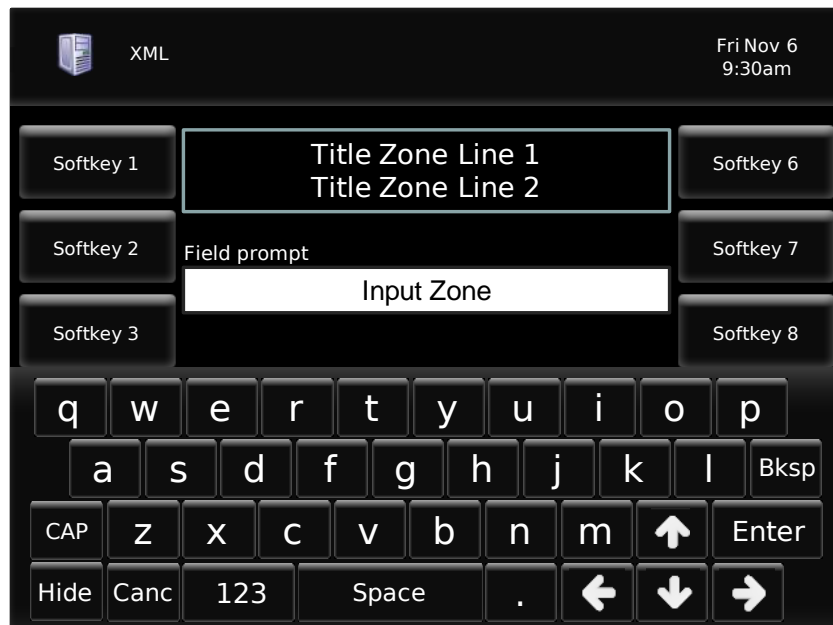 XML
Fri Nov 6
9:30am
Softkey 1
Title Zone Line 1
Title Zone Line 2
Softkey 6
Softkey 2
Field prompt
Softkey 7
Input Zone
Softkey 3
Softkey 8
q w e r t y u i o p
a s d f g h j k l Bksp
CAP z x c v b n m Enter
Hide Canc 123 Space .